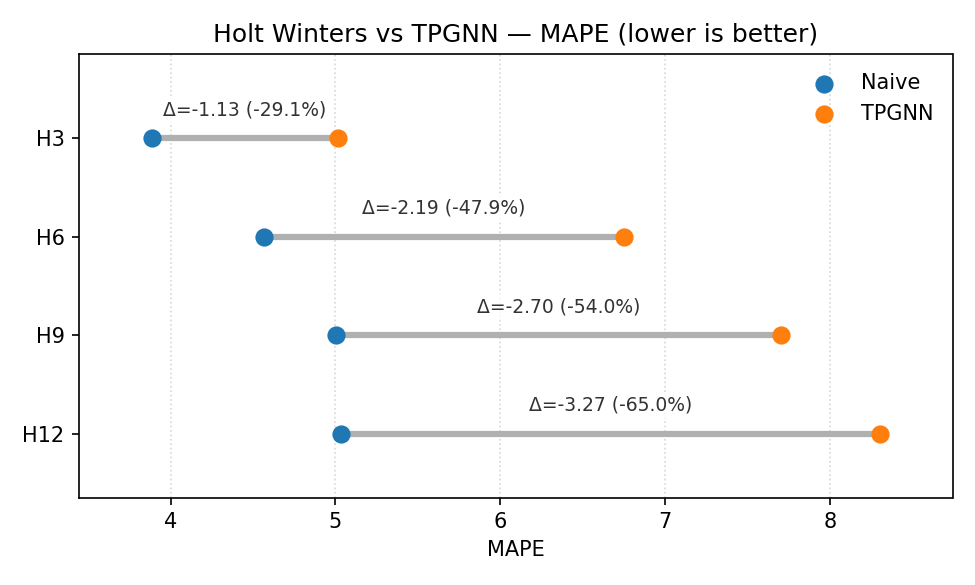 Holt Winters vs TPGNN — MAPE (lower is better)
Naive
TPGNN
H3
Δ=-1.13 (-29.1%)
H6
Δ=-2.19 (-47.9%)
H9
Δ=-2.70 (-54.0%)
H12
Δ=-3.27 (-65.0%)
4 5 6 7 8
MAPE